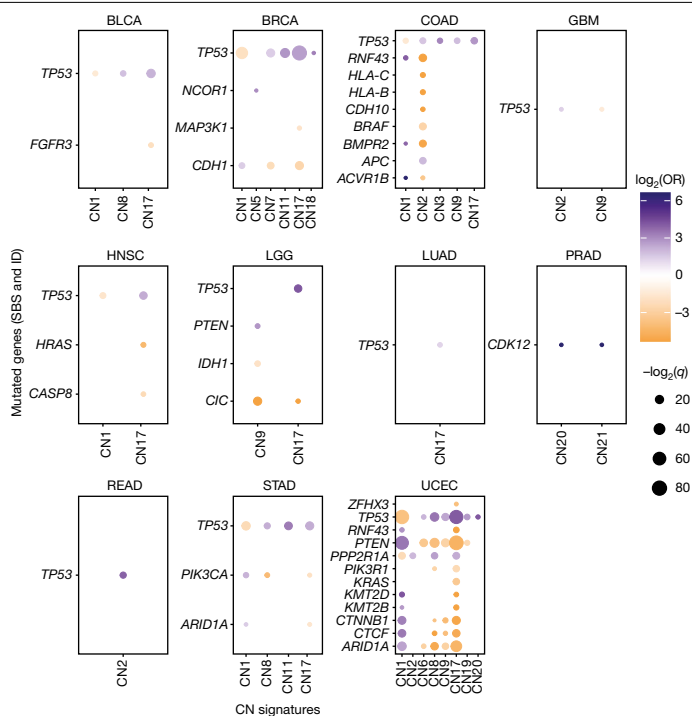 BLCA
TP53
FGFR3
CN1
CN8
CN17
BRCA
TP53
NCOR1
MAP3K1
CDH1
CN1
CN5
CN7
CN11
CN17
CN18
COAD
TP53
RNF43
HLA-C
HLA-B
CDH10
BRAF
BMPR2
APC
ACVR1B
CN1
CN2
CN3
CN9
CN17
GBM
TP53
CN2
CN9
Mutated genes (SBS and ID)
HNSC
TP53
HRAS
CASP8
CN1
CN17
LGG
TP53
PTEN
IDH1
CIC
CN9
CN17
LUAD
TP53
CN17
PRAD
CDK12
CN20
CN21
log2(OR)
6
3
0
−3
−log2(q)
20
40
60
80
READ
TP53
CN2
STAD
TP53
PIK3CA
ARID1A
CN1
CN8
CN11
CN17
UCEC
ZFHX3
TP53
RNF43
PTEN
PPP2R1A
PIK3R1
KRAS
KMT2D
KMT2B
CTNNB1
CTCF
ARID1A
CN1
CN2
CN6
CN8
CN9
CN17
CN19
CN20
CN signatures